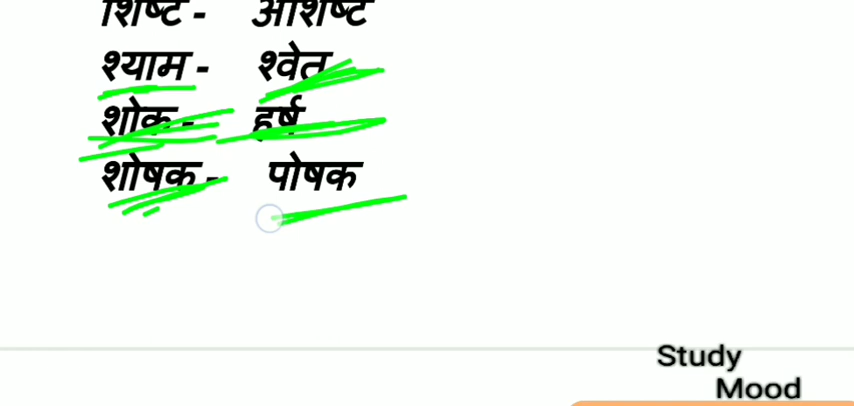 शिष्ट - अशिष्ट
श्याम - श्वेत
शोक - हर्ष
शोषक - पोषक
Study
Mood